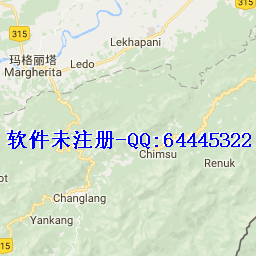 315
Lekhapani
315
玛格丽塔
Margherita
Ledo
软件未注册-QQ:64445322
Chimsu
Renuk
ot
Changlang
Yankang
315